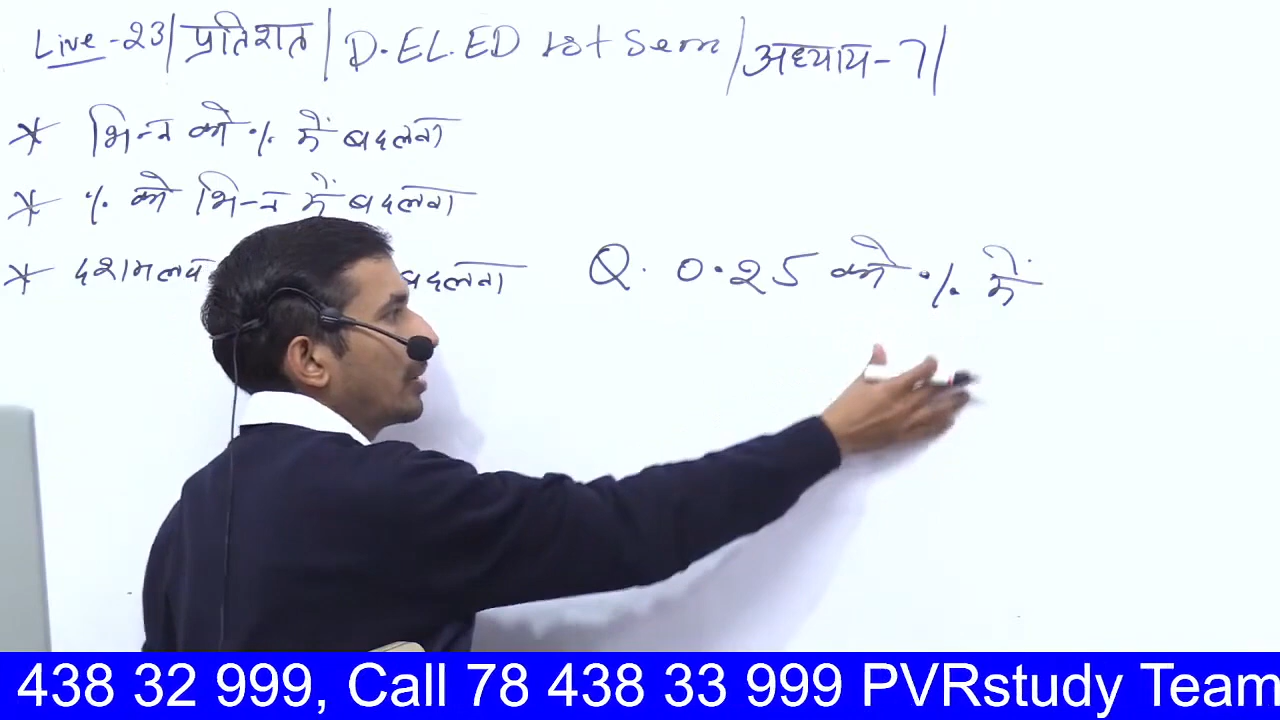 Live-23|प्रतिशत|D.EL.ED 1st Sem|अध्याय-7|
* भिन्न को % में बदलना
* % को भिन्न में बदलना
* दशमलव बदलना
Q. 0.25 को % में
438 32 999, Call 78 438 33 999 PVRstudy Team